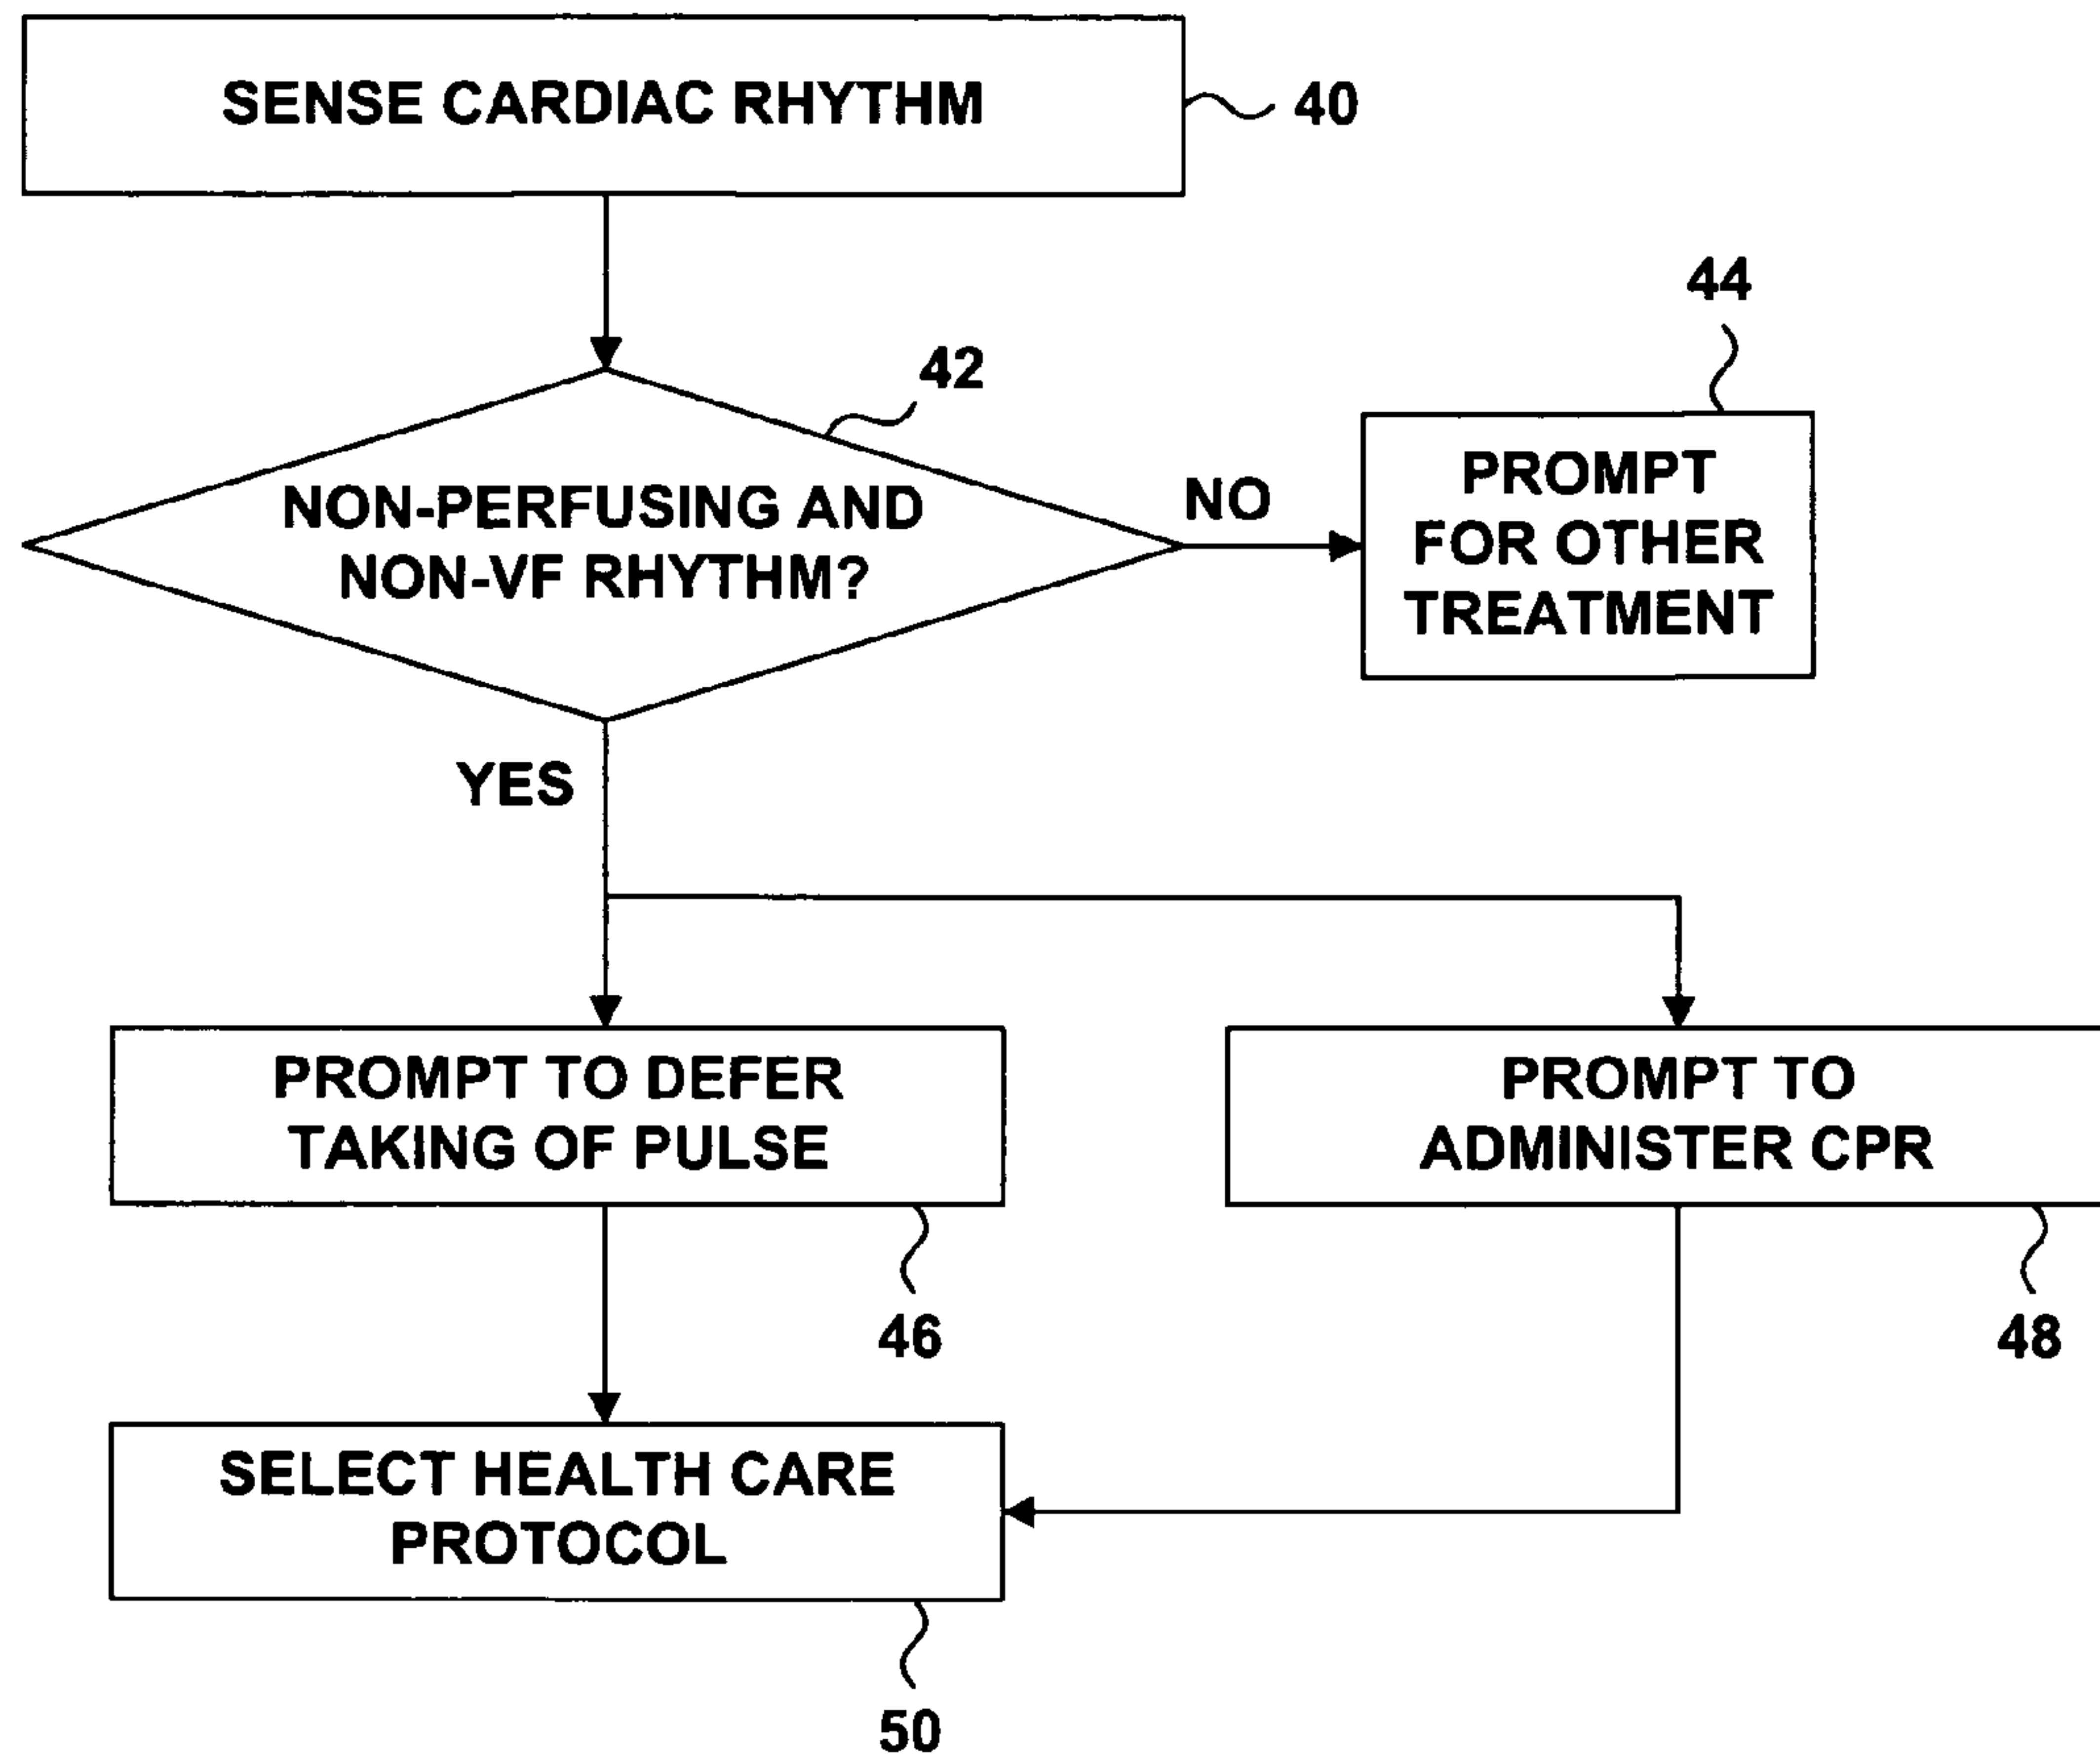 SENSE CARDIAC RHYTHM
40
42
NON-PERFUSING AND
NON-VF RHYTHM?
NO
44
PROMPT
FOR OTHER
TREATMENT
YES
PROMPT TO DEFER
TAKING OF PULSE
46
PROMPT TO
ADMINISTER CPR
48
SELECT HEALTH CARE
PROTOCOL
50